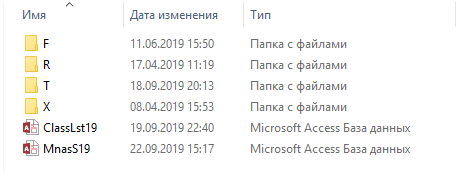 Имя Дата изменения Тип
F 11.06.2019 15:50 Папка с файлами
R 17.04.2019 11:19 Папка с файлами
T 18.09.2019 20:13 Папка с файлами
X 08.04.2019 15:53 Папка с файлами
ClassLst19 19.09.2019 22:40 Microsoft Access База данных
MnasS19 22.09.2019 15:17 Microsoft Access База данных